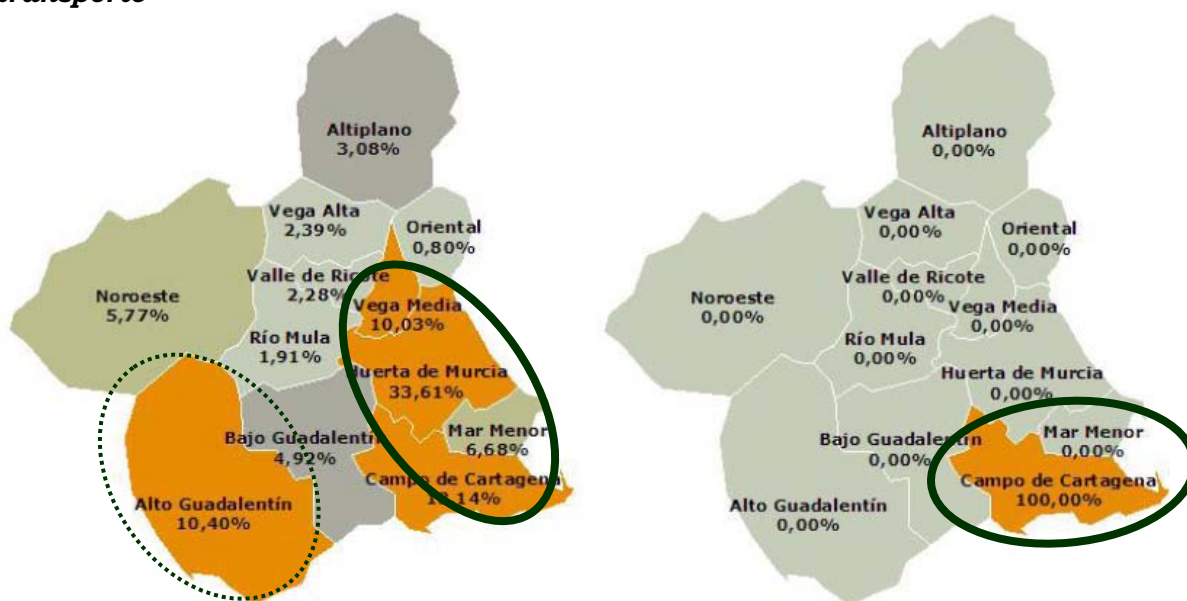 transporte
Altiplano
3,08%
Vega Alta
2,39%
Oriental
0,80%
Valle de Ricote
2,28%
Noroeste
5,77%
Vega Media
10,03%
Río Mula
1,91%
Huerta de Murcia
33,61%
Bajo Guadalentín
4,92%
Mar Menor
6,68%
Campo de Cartagena
18,14%
Alto Guadalentín
10,40%
Altiplano
0,00%
Vega Alta
0,00%
Oriental
0,00%
Valle de Ricote
0,00%
Noroeste
0,00%
Vega Media
0,00%
Río Mula
0,00%
Huerta de Murcia
0,00%
Bajo Guadalentín
0,00%
Mar Menor
0,00%
Campo de Cartagena
100,00%
Alto Guadalentín
0,00%